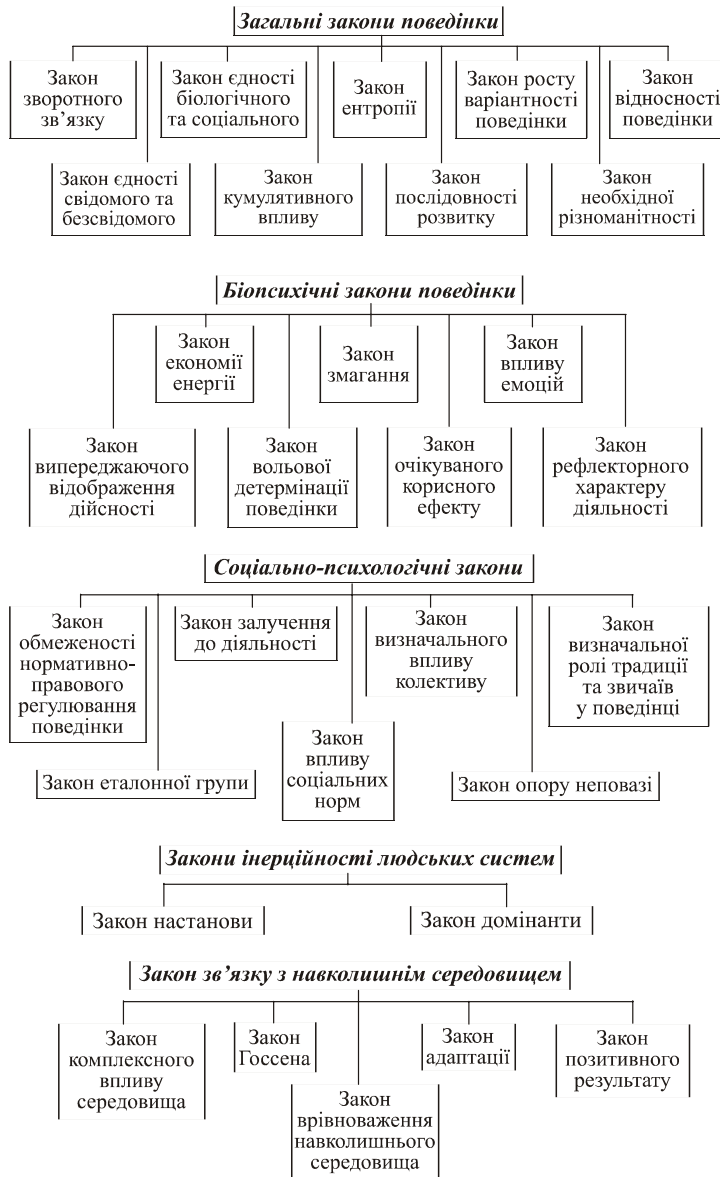 Загальні закони поведінки
Закон
зворотного
зв’язку
Закон єдності
біологічного
та соціального
Закон
ентропії
Закон росту
варіантності
поведінки
Закон
відносності
поведінки
Закон єдності
свідомого та
безсвідомого
Закон
кумулятивного
впливу
Закон
послідовності
розвитку
Закон
необхідної
різноманітності
Біопсихічні закони поведінки
Закон
економії
енергії
Закон
змагання
Закон
впливу
емоцій
Закон
випереджаючого
відображення
дійсності
Закон
вольової
детермінації
поведінки
Закон
очікуваного
корисного
ефекту
Закон
рефлекторного
характеру
діяльності
Соціально-психологічні закони
Закон
обмеженості
нормативно-
правового
регулювання
поведінки
Закон залучення
до діяльності
Закон
визначального
впливу
колективу
Закон
визначальної
ролі традиції
та звичаїв
у поведінці
Закон еталонної групи
Закон
впливу
соціальних
норм
Закон опору неповазі
Закони інерційності людських систем
Закон настанови
Закон домінанти
Закон зв’язку з навколишнім середовищем
Закон
комплексного
впливу
середовища
Закон
Госсена
Закон
адаптації
Закон
позитивного
результату
Закон
врівноваження
навколишнього
середовища